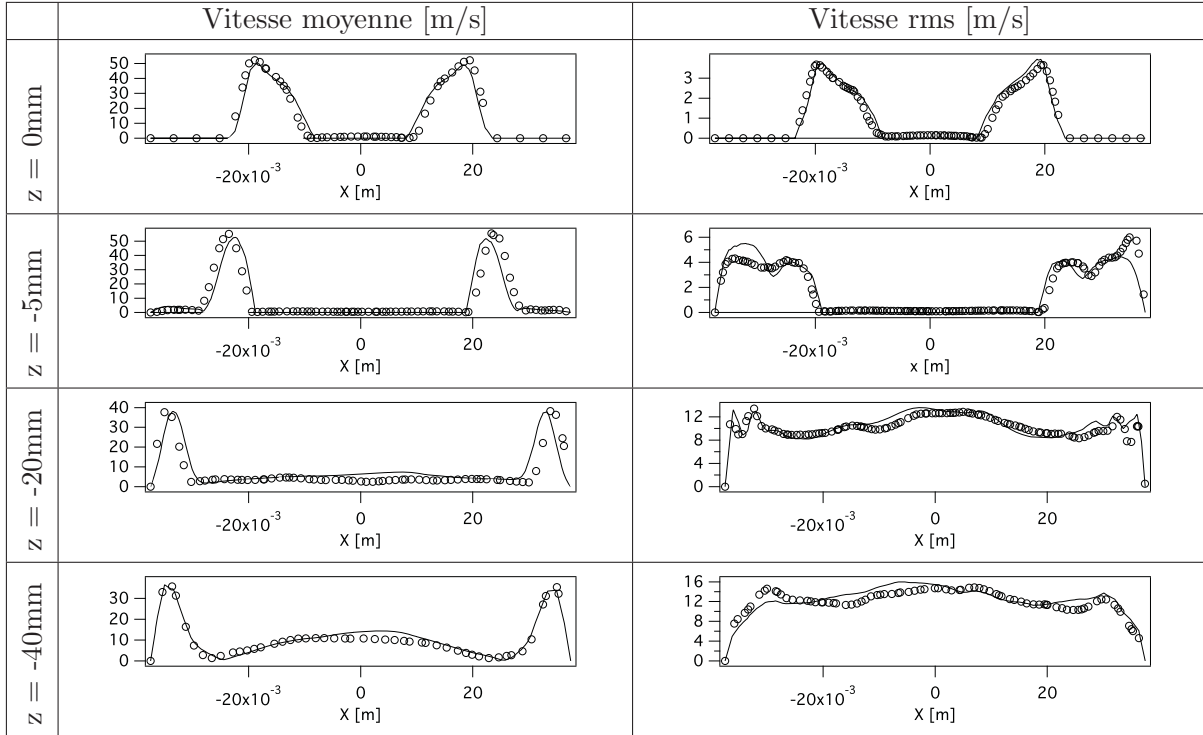 Vitesse moyenne [m/s]
Vitesse rms [m/s]
z = 0mm
50
40
30
20
10
0
-20x10⁻³
0
20
X [m]
3
2
1
0
-20x10⁻³
0
20
X [m]
z = -5mm
50
40
30
20
10
0
-20x10⁻³
0
20
X [m]
6
4
2
0
-20x10⁻³
0
20
x [m]
z = -20mm
40
30
20
10
0
-20x10⁻³
0
20
X [m]
12
8
4
0
-20x10⁻³
0
20
X [m]
z = -40mm
30
20
10
0
-20x10⁻³
0
20
X [m]
16
12
8
4
0
-20x10⁻³
0
20
X [m]